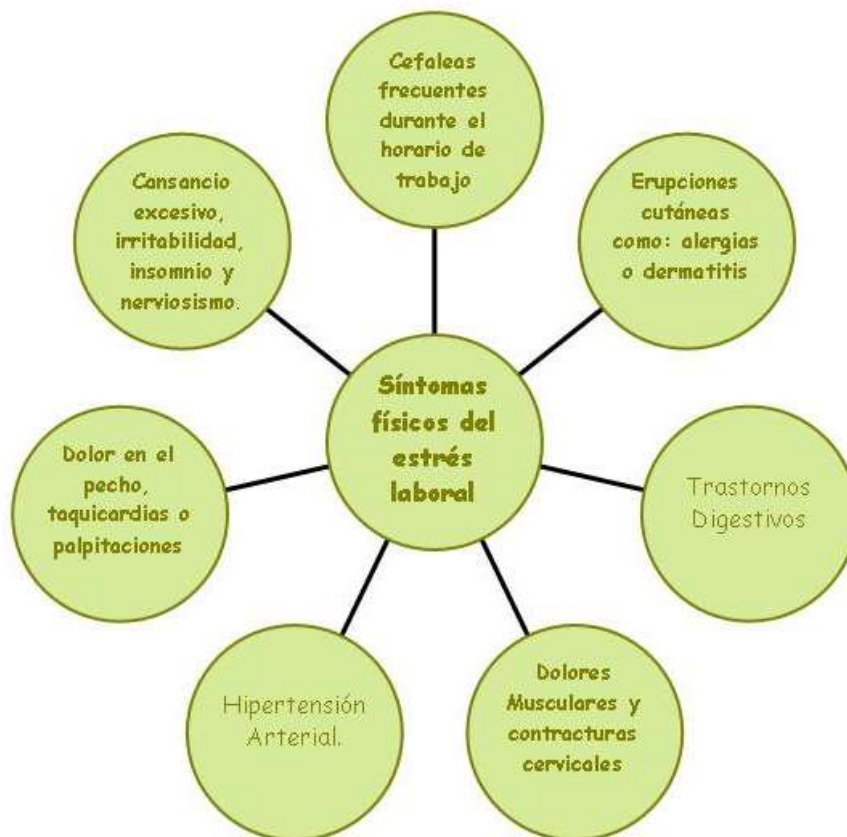 Cefaleas
frecuentes
durante el
horario de
trabajo
Erupciones
cutáneas
como: alergias
o dermatitis
Trastornos
Digestivos
Dolores
Musculares y
contracturas
cervicales
Hipertensión
Arterial.
Dolor en el
pecho,
taquicardias o
palpitaciones
Cansancio
excesivo,
irritabilidad,
insomnio y
nerviosismo.
Síntomas
físicos del
estrés
laboral